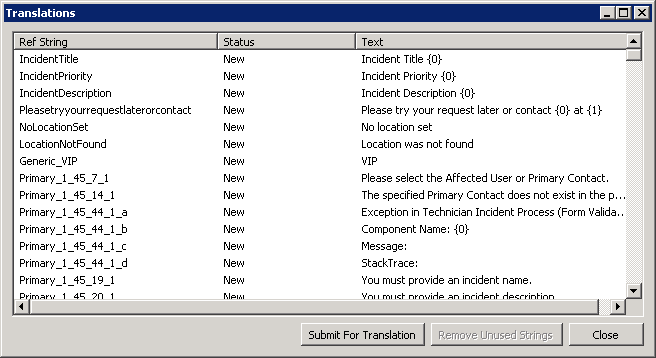 Translations
Ref String Status Text
IncidentTitle New Incident Title {0}
IncidentPriority New Incident Priority {0}
IncidentDescription New Incident Description {0}
Pleasetryyourrequestlaterorcontact New Please try your request later or contact {0} at {1}
NoLocationSet New No location set
LocationNotFound New Location was not found
Generic_VIP New VIP
Primary_1_45_7_1 New Please select the Affected User or Primary Contact.
Primary_1_45_14_1 New The specified Primary Contact does not exist in the p...
Primary_1_45_44_1_a New Exception in Technician Incident Process (Form Valida...
Primary_1_45_44_1_b New Component Name: {0}
Primary_1_45_44_1_c New Message:
Primary_1_45_44_1_d New StackTrace:
Primary_1_45_19_1 New You must provide an incident name.
Primary_1_45_20_1 New You must provide an incident description
Submit For Translation Remove Unused Strings Close